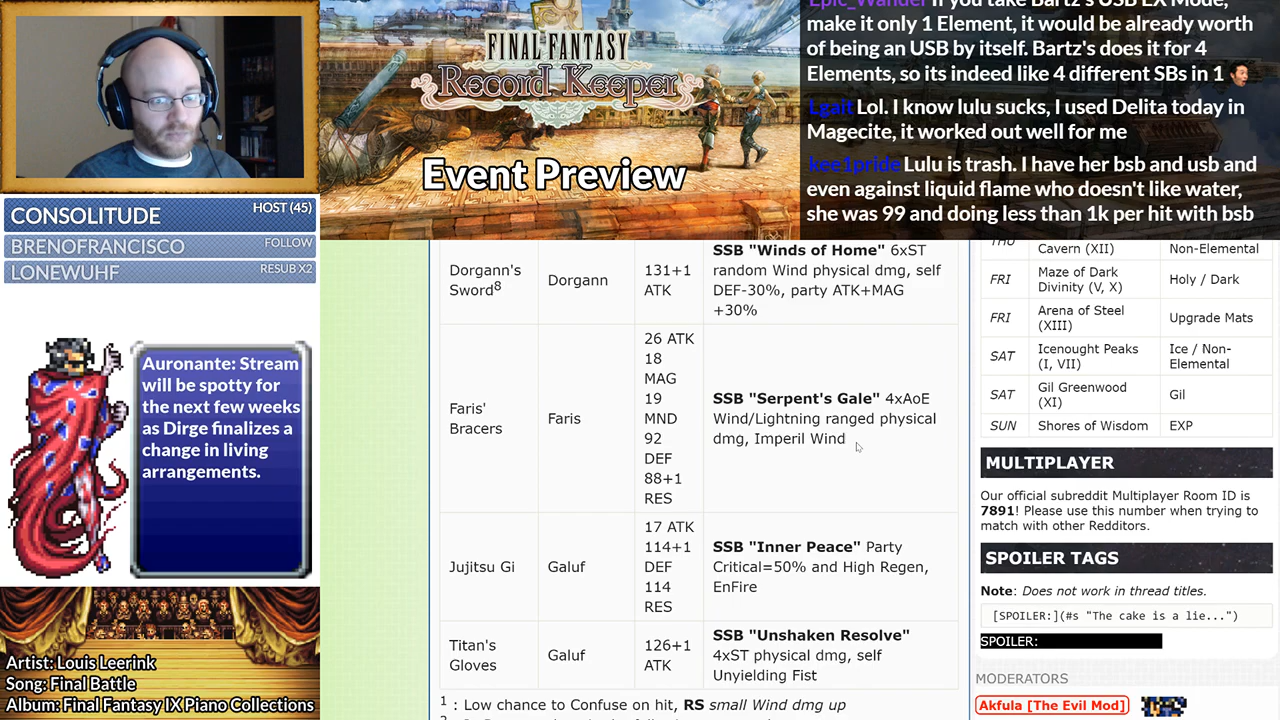 FINAL FANTASY
Record Keeper
Event Preview
Epic_Wander If you take Bartz's USB EX Mode,
make it only 1 Element, it would be already worth
of being an USB by itself. Bartz's does it for 4
Elements, so its indeed like 4 different SBs in 1
Lgait Lol. I know lulu sucks, I used Delita today in
Magecite, it worked out well for me
kee1pride Lulu is trash. I have her bsb and usb and
even against liquid flame who doesn't like water,
she was 99 and doing less than 1k per hit with bsb
CONSOLITUDE HOST (45)
BRENOFRANCISCO FOLLOW
LONEWUHF RESUB X2
Auronante: Stream
will be spotty for
the next few weeks
as Dirge finalizes a
change in living
arrangements.
Artist: Louis Leerink
Song: Final Battle
Album: Final Fantasy IX Piano Collections
Dorgann's
Sword8
Dorgann
131+1
ATK
SSB "Winds of Home" 6xST
random Wind physical dmg, self
DEF-30%, party ATK+MAG
+30%
Faris'
Bracers
Faris
26 ATK
18
MAG
19
MND
92
DEF
88+1
RES
SSB "Serpent's Gale" 4xAoE
Wind/Lightning ranged physical
dmg, Imperil Wind
Jujitsu Gi
Galuf
17 ATK
114+1
DEF
114
RES
SSB "Inner Peace" Party
Critical=50% and High Regen,
EnFire
Titan's
Gloves
Galuf
126+1
ATK
SSB "Unshaken Resolve"
4xST physical dmg, self
Unyielding Fist
1 : Low chance to Confuse on hit, RS small Wind dmg up
THU
Cavern (XII)
Non-Elemental
FRI
Maze of Dark
Divinity (V, X)
Holy / Dark
FRI
Arena of Steel
(XIII)
Upgrade Mats
SAT
Icenought Peaks
(I, VII)
Ice / Non-
Elemental
SAT
Gil Greenwood
(XI)
Gil
SUN
Shores of Wisdom
EXP
MULTIPLAYER
Our official subreddit Multiplayer Room ID is
7891! Please use this number when trying to
match with other Redditors.
SPOILER TAGS
Note: Does not work in thread titles.
[SPOILER:](#s "The cake is a lie...")
SPOILER:
MODERATORS
Akfula [The Evil Mod]